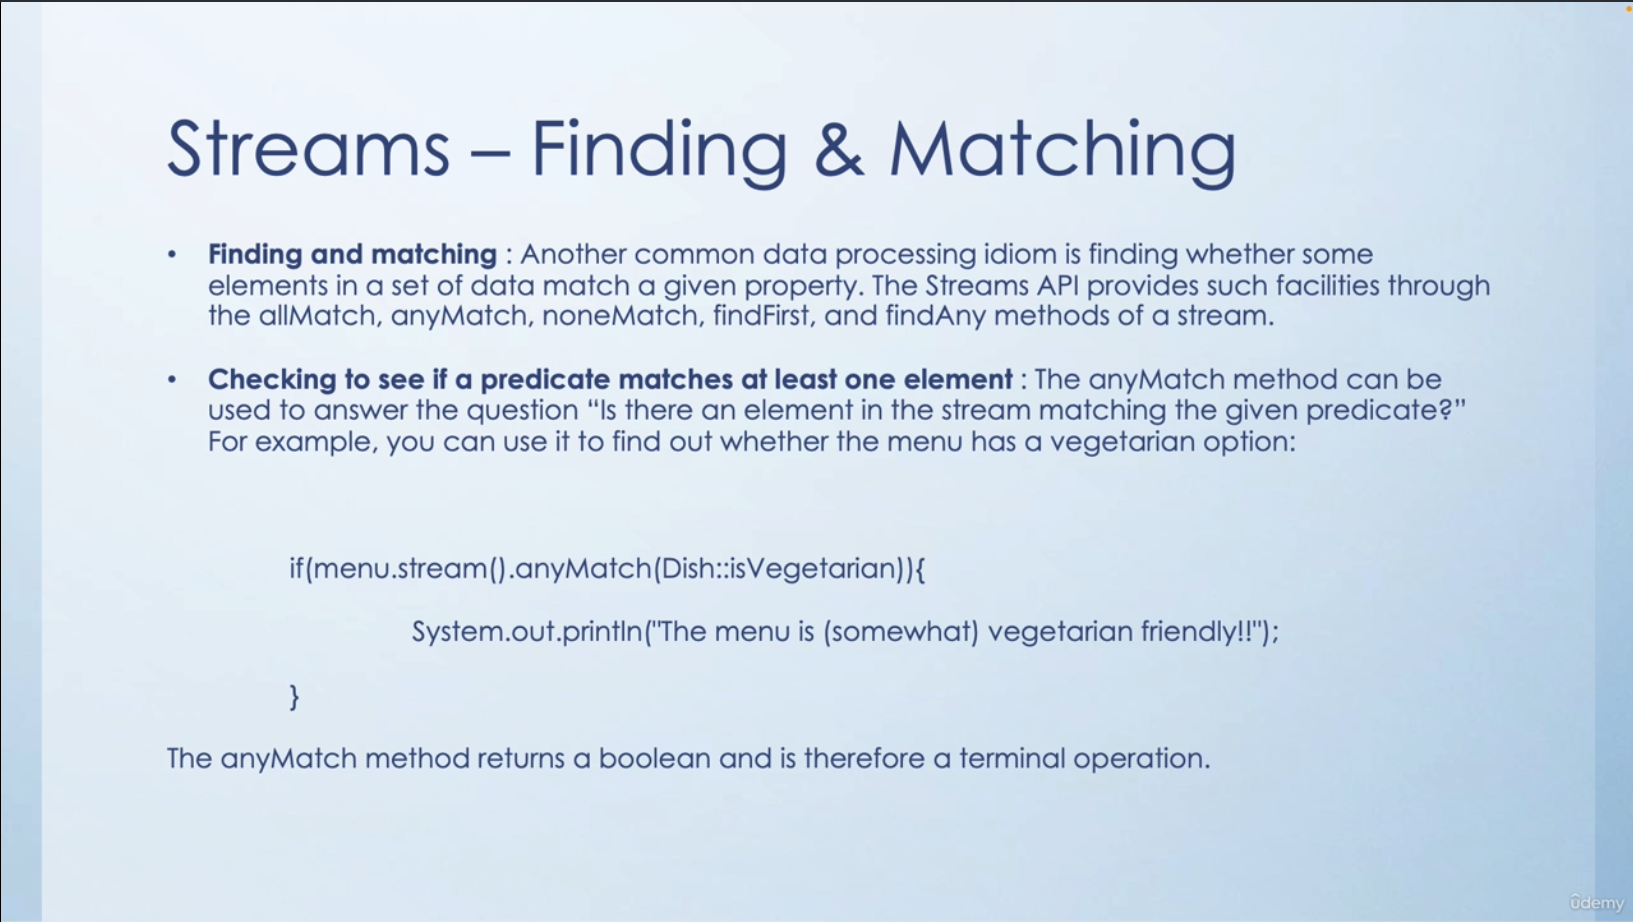 Streams – Finding & Matching
• Finding and matching : Another common data processing idiom is finding whether some
elements in a set of data match a given property. The Streams API provides such facilities through
the allMatch, anyMatch, noneMatch, findFirst, and findAny methods of a stream.
• Checking to see if a predicate matches at least one element : The anyMatch method can be
used to answer the question “Is there an element in the stream matching the given predicate?”
For example, you can use it to find out whether the menu has a vegetarian option:
if(menu.stream().anyMatch(Dish::isVegetarian)){
System.out.println("The menu is (somewhat) vegetarian friendly!!");
}
The anyMatch method returns a boolean and is therefore a terminal operation.
ûdemy